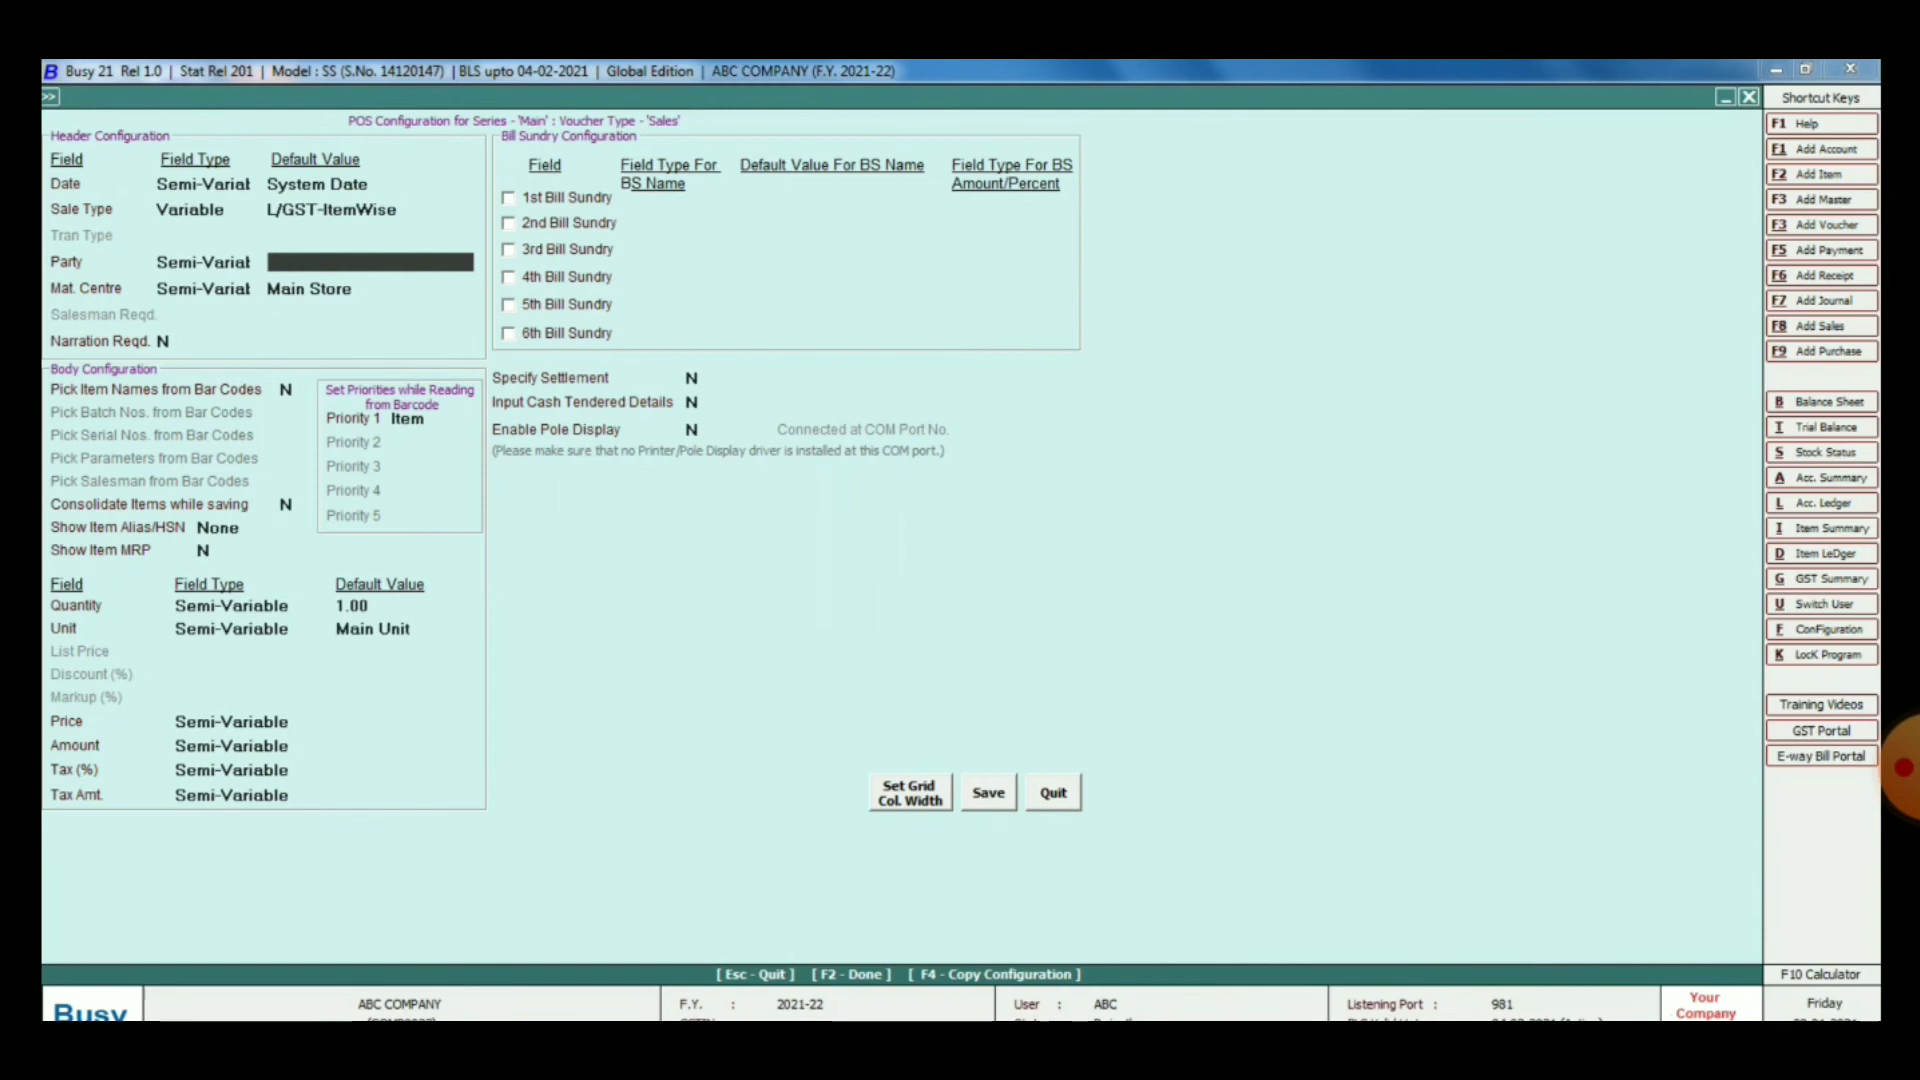 Busy 21 Rel 1.0 | Stat Rel 201 | Model : SS (S.No. 14120147) | BLS upto 04-02-2021 | Global Edition | ABC COMPANY (F.Y. 2021-22)
>>
Shortcut Keys
POS Configuration for Series - 'Main' : Voucher Type - 'Sales'
Header Configuration
Field Field Type Default Value
Date Semi-Variat System Date
Sale Type Variable L/GST-ItemWise
Tran Type
Party Semi-Variat
Mat. Centre Semi-Variat Main Store
Salesman Reqd.
Narration Reqd. N
Bill Sundry Configuration
Field Field Type For BS Name Default Value For BS Name Field Type For BS Amount/Percent
1st Bill Sundry
2nd Bill Sundry
3rd Bill Sundry
4th Bill Sundry
5th Bill Sundry
6th Bill Sundry
Body Configuration
Pick Item Names from Bar Codes N
Pick Batch Nos. from Bar Codes
Pick Serial Nos. from Bar Codes
Pick Parameters from Bar Codes
Pick Salesman from Bar Codes
Consolidate Items while saving N
Show Item Alias/HSN None
Show Item MRP N
Set Priorities while Reading
from Barcode
Priority 1 Item
Priority 2
Priority 3
Priority 4
Priority 5
Specify Settlement N
Input Cash Tendered Details N
Enable Pole Display N Connected at COM Port No.
(Please make sure that no Printer/Pole Display driver is installed at this COM port.)
Field Field Type Default Value
Quantity Semi-Variable 1.00
Unit Semi-Variable Main Unit
List Price
Discount (%)
Markup (%)
Price Semi-Variable
Amount Semi-Variable
Tax (%) Semi-Variable
Tax Amt. Semi-Variable
Set Grid
Col. Width
Save
Quit
F1 Help
F1 Add Account
F2 Add Item
F3 Add Master
F3 Add Voucher
F5 Add Payment
F6 Add Receipt
F7 Add Journal
F8 Add Sales
F9 Add Purchase
B Balance Sheet
T Trial Balance
S Stock Status
A Acc. Summary
L Acc. Ledger
I Item Summary
D Item LeDger
G GST Summary
U Switch User
F ConFiguration
K LocK Program
Training Videos
GST Portal
E-way Bill Portal
[ Esc - Quit ] [ F2 - Done ] [ F4 - Copy Configuration ]
F10 Calculator
Busy
ABC COMPANY
F.Y. : 2021-22
User : ABC
Listening Port : 981
Your
Company
Friday